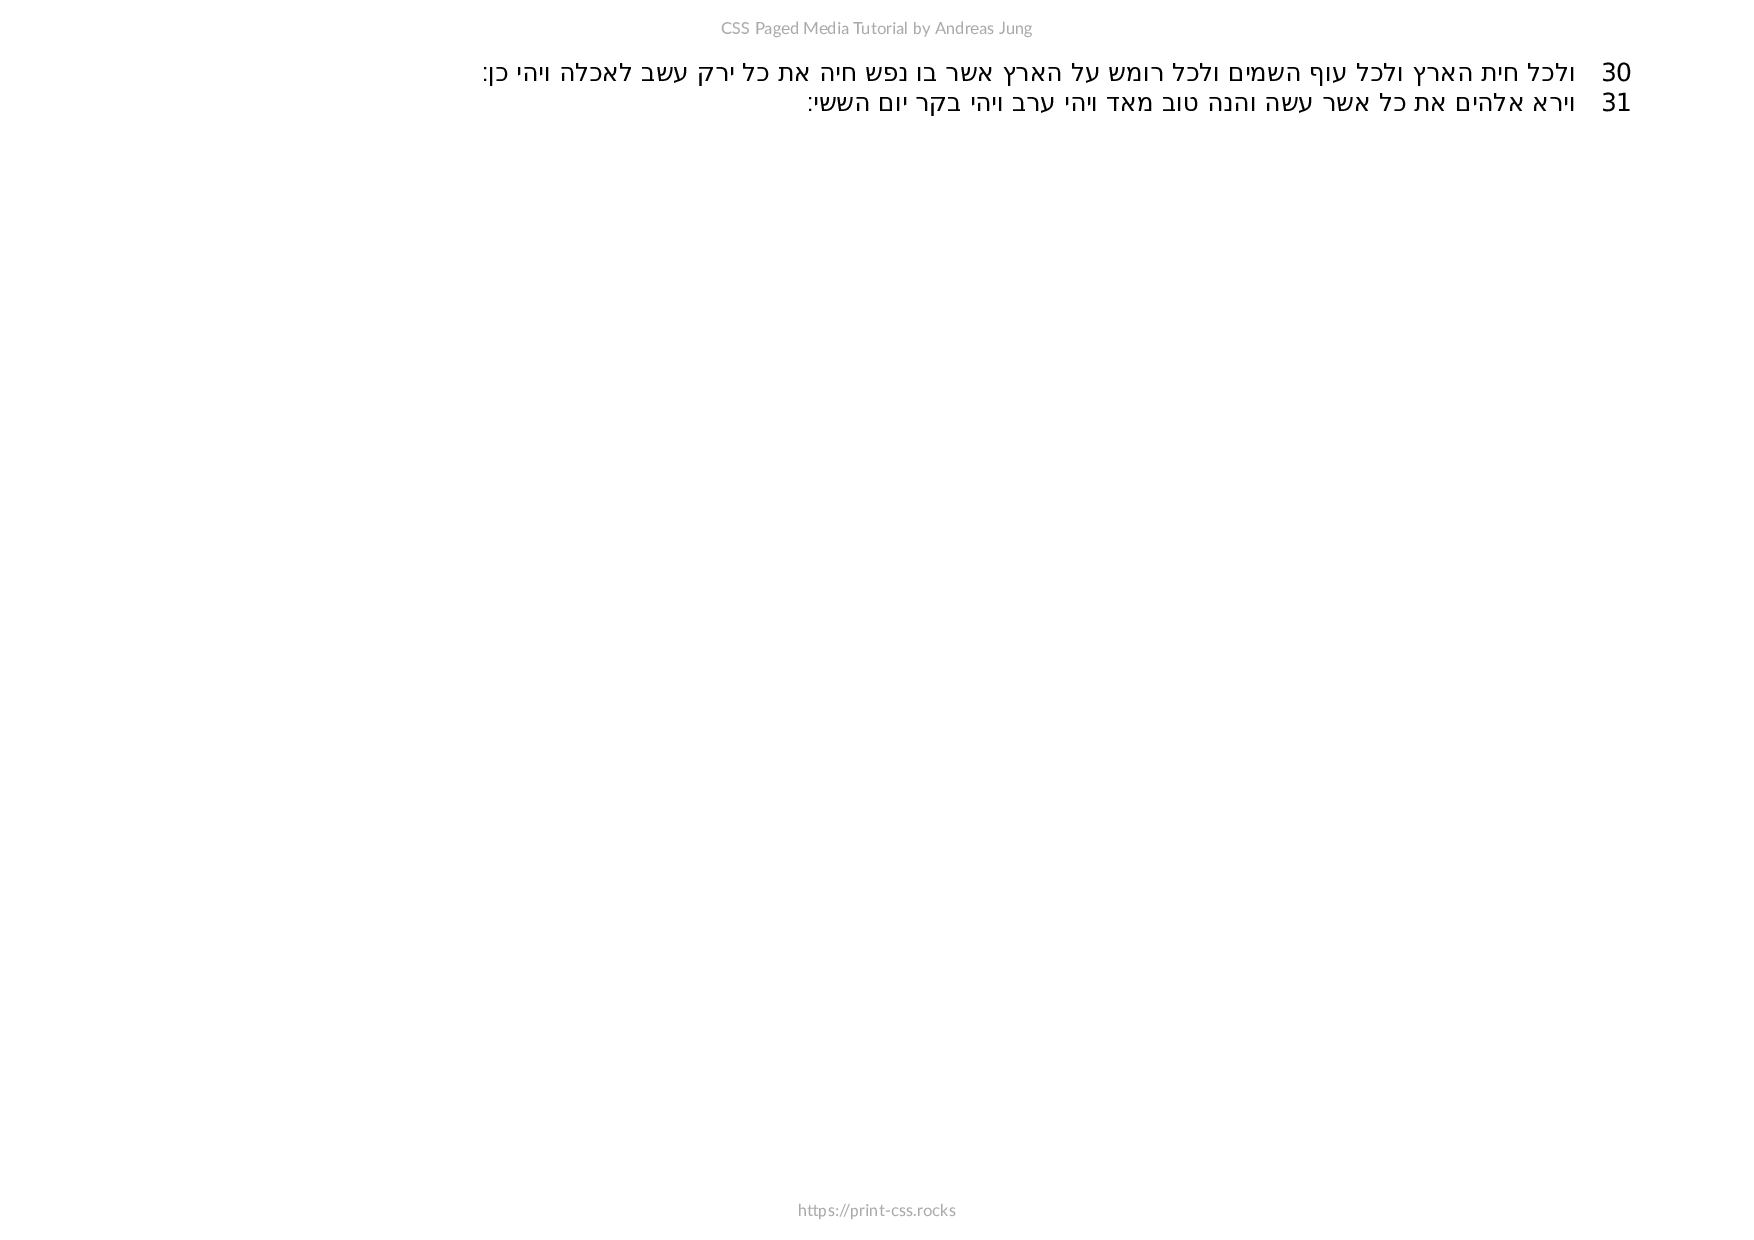 CSS Paged Media Tutorial by Andreas Jung
30 ולכל חית הארץ ולכל עוף השמים ולכל רומש על הארץ אשר בו נפש חיה את כל ירק עשב לאכלה ויהי כן׃
31 וירא אלהים את כל אשר עשה והנה טוב מאד ויהי ערב ויהי בקר יום הששי׃
https://print-css.rocks